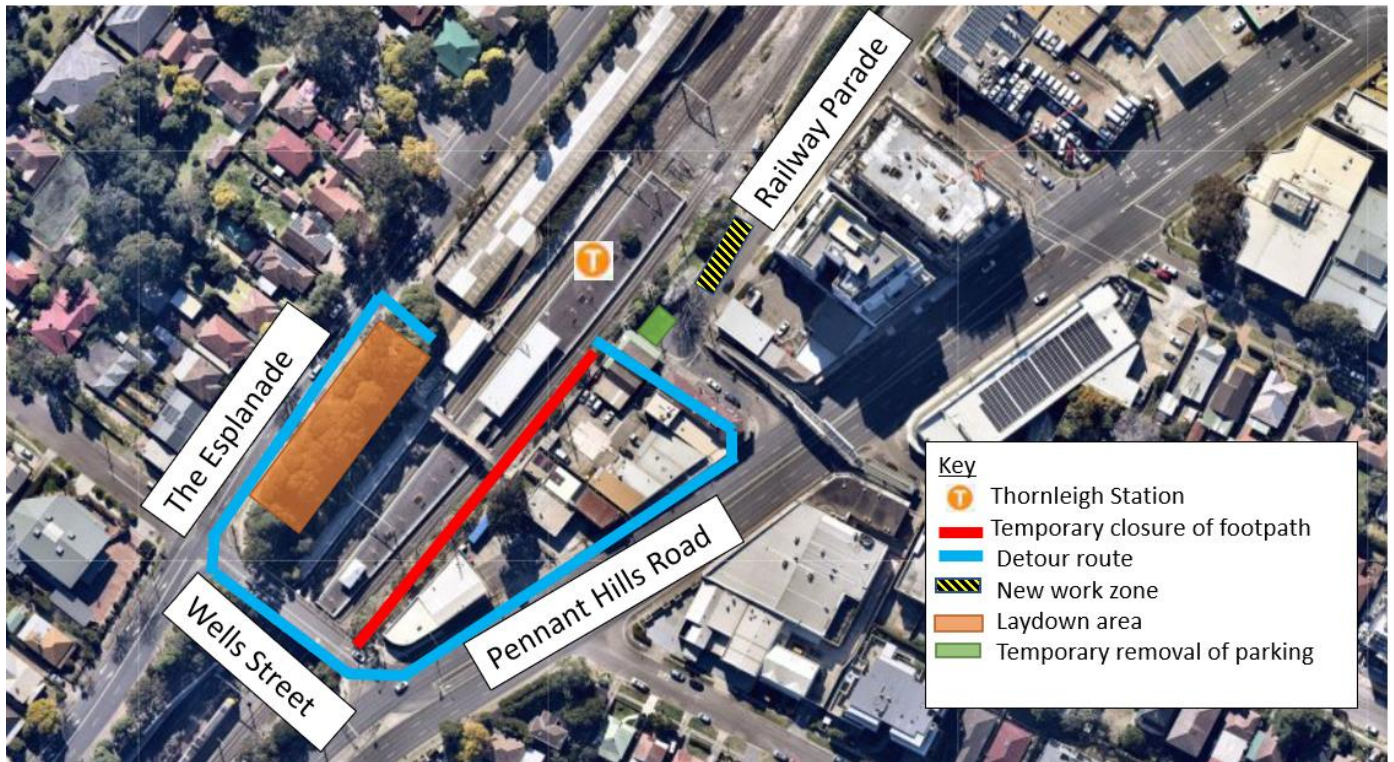 Railway Parade
T
The Esplanade
Wells Street
Pennant Hills Road
Key
T Thornleigh Station
Temporary closure of footpath
Detour route
New work zone
Laydown area
Temporary removal of parking